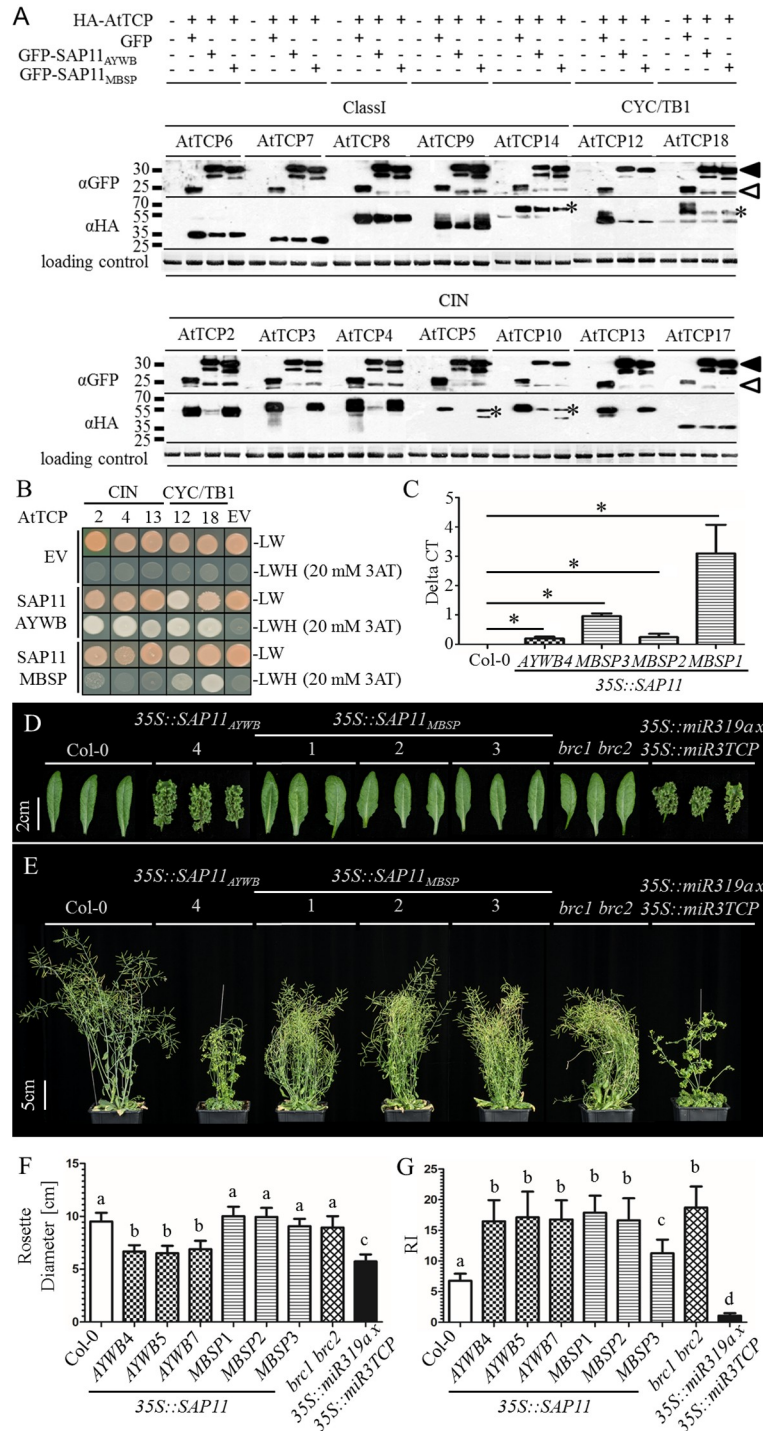 A
HA-AtTCP - + + + - + + + - + + + - + + + - + + + - + + + - + + +
GFP - + - - - + - - - + - - - + - - - + - - - + - - - + - -
GFP-SAP11AYWB - - + - - - + - - - + - - - + - - - + - - - + - - - + -
GFP-SAP11MBSP - - - + - - - + - - - + - - - + - - - + - - - + - - - +
ClassI CYC/TB1
AtTCP6 AtTCP7 AtTCP8 AtTCP9 AtTCP14 AtTCP12 AtTCP18
αGFP 30 25
αHA 70 55 35 25 * *
loading control
CIN
AtTCP2 AtTCP3 AtTCP4 AtTCP5 AtTCP10 AtTCP13 AtTCP17
αGFP 30 25
αHA 70 55 35 25 * *
loading control
B
CIN CYC/TB1
AtTCP 2 4 13 12 18 EV
EV -LW
-LWH (20 mM 3AT)
SAP11 AYWB -LW
-LWH (20 mM 3AT)
SAP11 MBSP -LW
-LWH (20 mM 3AT)
C
Delta CT
5
4
3
2
1
0
* * * *
Col-0 AYWB4 MBSP3 MBSP2 MBSP1
35S::SAP11
D
35S::SAP11AYWB 35S::SAP11MBSP 35S::miR319ax
Col-0 4 1 2 3 brc1 brc2 35S::miR3TCP
2cm
E
35S::SAP11AYWB 35S::SAP11MBSP 35S::miR319ax
Col-0 4 1 2 3 brc1 brc2 35S::miR3TCP
5cm
F
Rosette
Diameter [cm]
15
10
5
0
a b b b a a a a c
Col-0 AYWB4 AYWB5 AYWB7 MBSP1 MBSP2 MBSP3 brc1 brc2 35S::miR319a.x 35S::miR3TCP
35S::SAP11
G
RI
25
20
15
10
5
0
a b b b b b c b d
Col-0 AYWB4 AYWB5 AYWB7 MBSP1 MBSP2 MBSP3 brc1 brc2 35S::miR319a.x 35S::miR3TCP
35S::SAP11